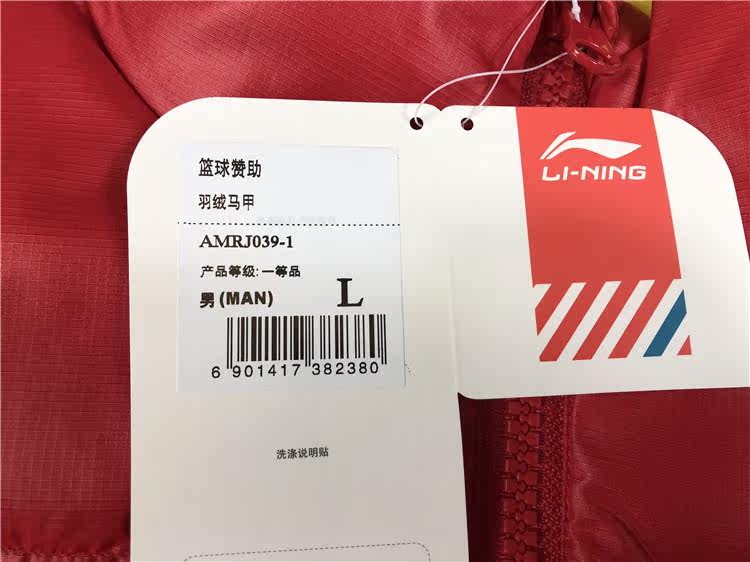 篮球赞助
羽绒马甲
AMRJ039-1
产品等级:一等品
男(MAN)
L
6 901417 382380
洗涤说明贴
LI-NING